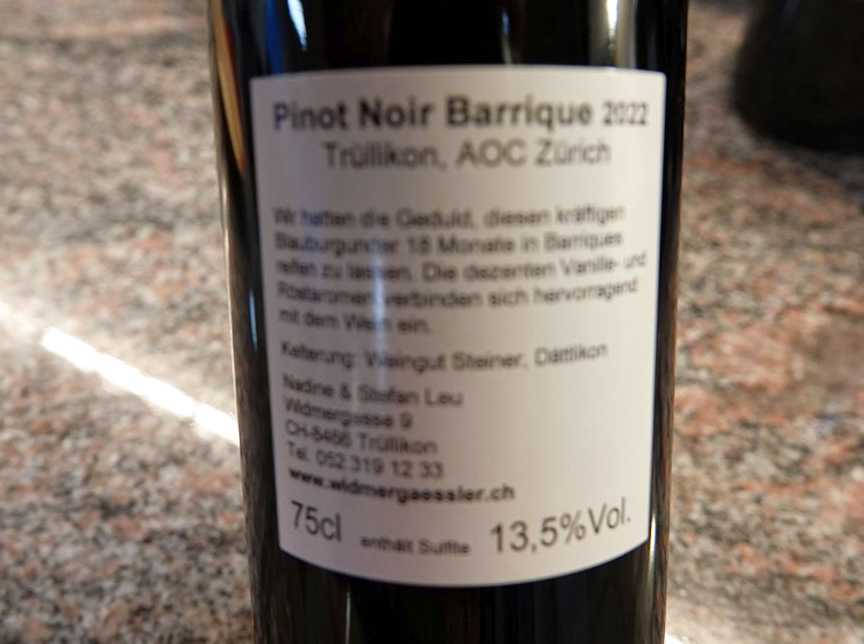 Pinot Noir Barrique 2022
Trüllikon, AOC Zürich
Wir hatten die Geduld, diesen kräftigen
Blauburgunder 18 Monate in Barriques
reifen zu lassen. Die dezenten Vanille- und
Röstaromen verbinden sich hervorragend
mit dem Wein ein.
Kelterung: Weingut Steiner, Dättlikon
Nadine & Stefan Leu
Widmergasse 9
CH-8466 Trüllikon
Tel. 052 319 12 33
www.widmergaessler.ch
75cl enthält Sulfite 13,5%Vol.